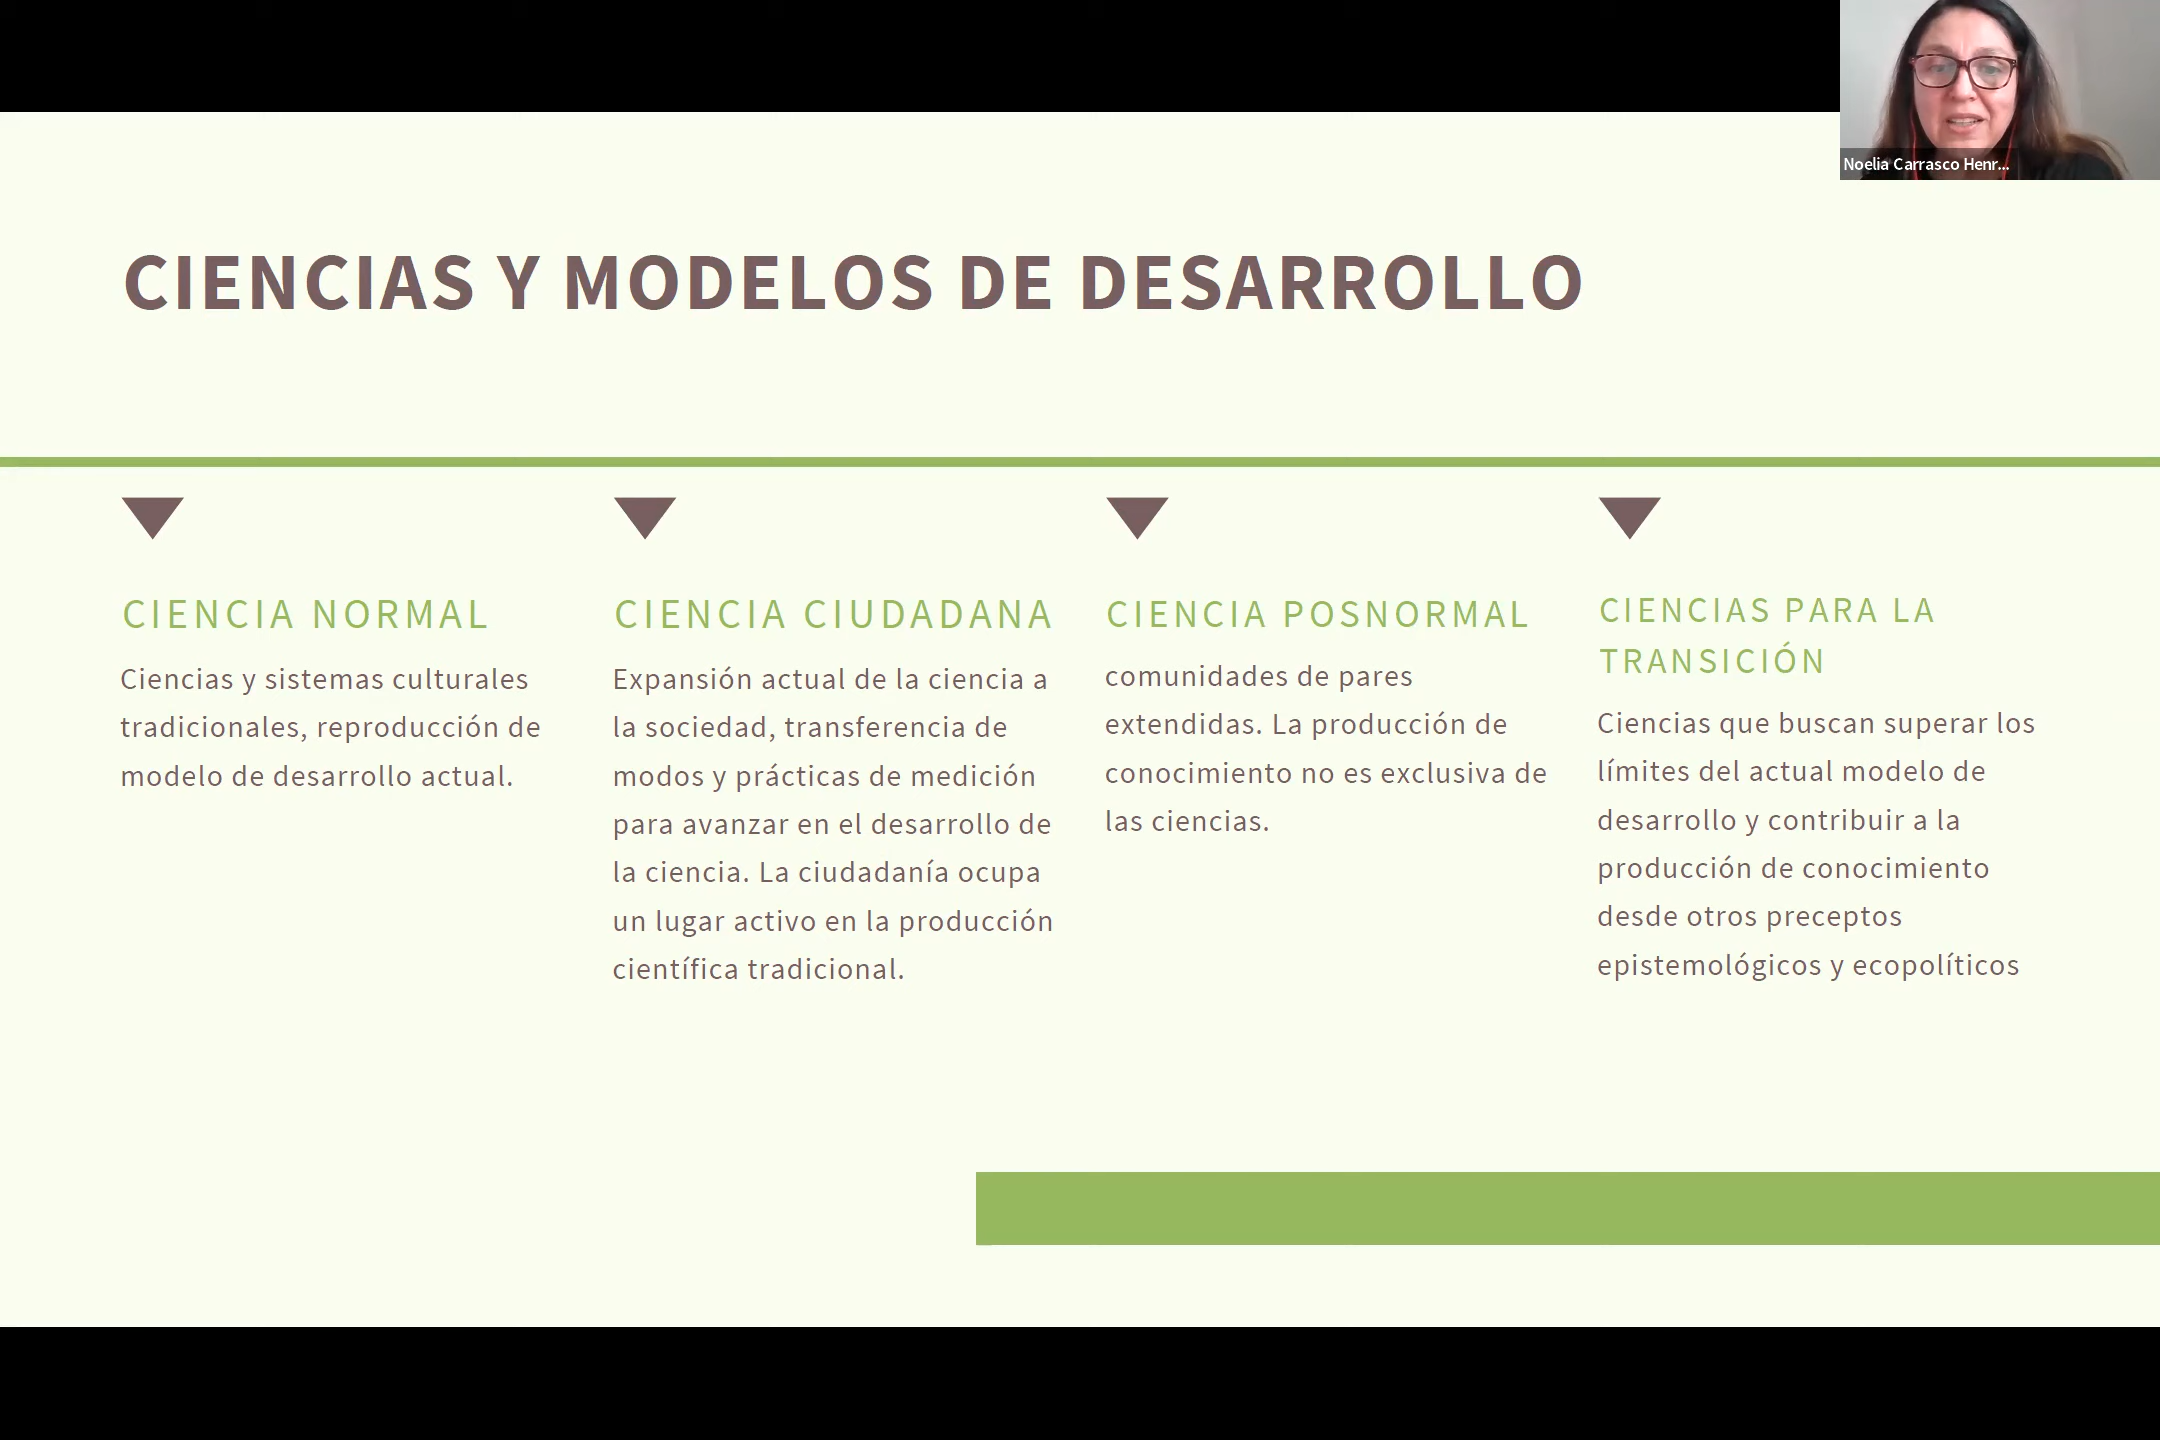 Noelia Carrasco Henr...
CIENCIAS Y MODELOS DE DESARROLLO
CIENCIA NORMAL
Ciencias y sistemas culturales
tradicionales, reproducción de
modelo de desarrollo actual.
CIENCIA CIUDADANA
Expansión actual de la ciencia a
la sociedad, transferencia de
modos y prácticas de medición
para avanzar en el desarrollo de
la ciencia. La ciudadanía ocupa
un lugar activo en la producción
científica tradicional.
CIENCIA POSNORMAL
comunidades de pares
extendidas. La producción de
conocimiento no es exclusiva de
las ciencias.
CIENCIAS PARA LA
TRANSICIÓN
Ciencias que buscan superar los
límites del actual modelo de
desarrollo y contribuir a la
producción de conocimiento
desde otros preceptos
epistemológicos y ecopolíticos